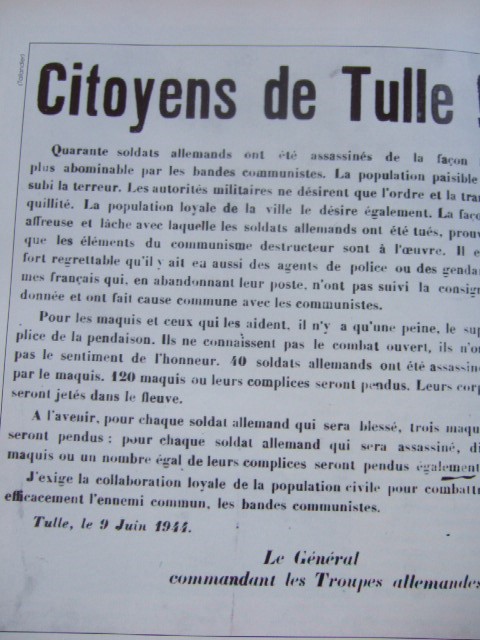 Citoyens de Tulle
Quarante soldats allemands ont été assassinés de la façon
plus abominable par les bandes communistes. La population paisible
subi la terreur. Les autorités militaires ne désirent que l'ordre et la tran
quillité. La population loyale de la ville le désire également. La faço
affreuse et lâche avec laquelle les soldats allemands ont été tués, prouv
que les éléments du communisme destructeur sont à l'œuvre. Il e
fort regrettable qu'il y ait eu aussi des agents de police ou des gendar
mes français qui, en abandonnant leur poste, n'ont pas suivi la consign
donnée et ont fait cause commune avec les communistes.
Pour les maquis et ceux qui les aident, il n'y a qu'une peine, le sup
plice de la pendaison. Ils ne connaissent pas le combat ouvert, ils n'o
pas le sentiment de l'honneur. 40 soldats allemands ont été assassin
par le maquis. 120 maquis ou leurs complices seront pendus. Leurs corp
seront jetés dans le fleuve.
A l'avenir, pour chaque soldat allemand qui sera blessé, trois maqu
seront pendus : pour chaque soldat allemand qui sera assassiné, di
maquis ou un nombre égal de leurs complices seront pendus également
J'exige la collaboration loyale de la population civile pour combatt
efficacement l'ennemi commun, les bandes communistes.
Tulle, le 9 Juin 1944.
Le Général
commandant les Troupes allemandes